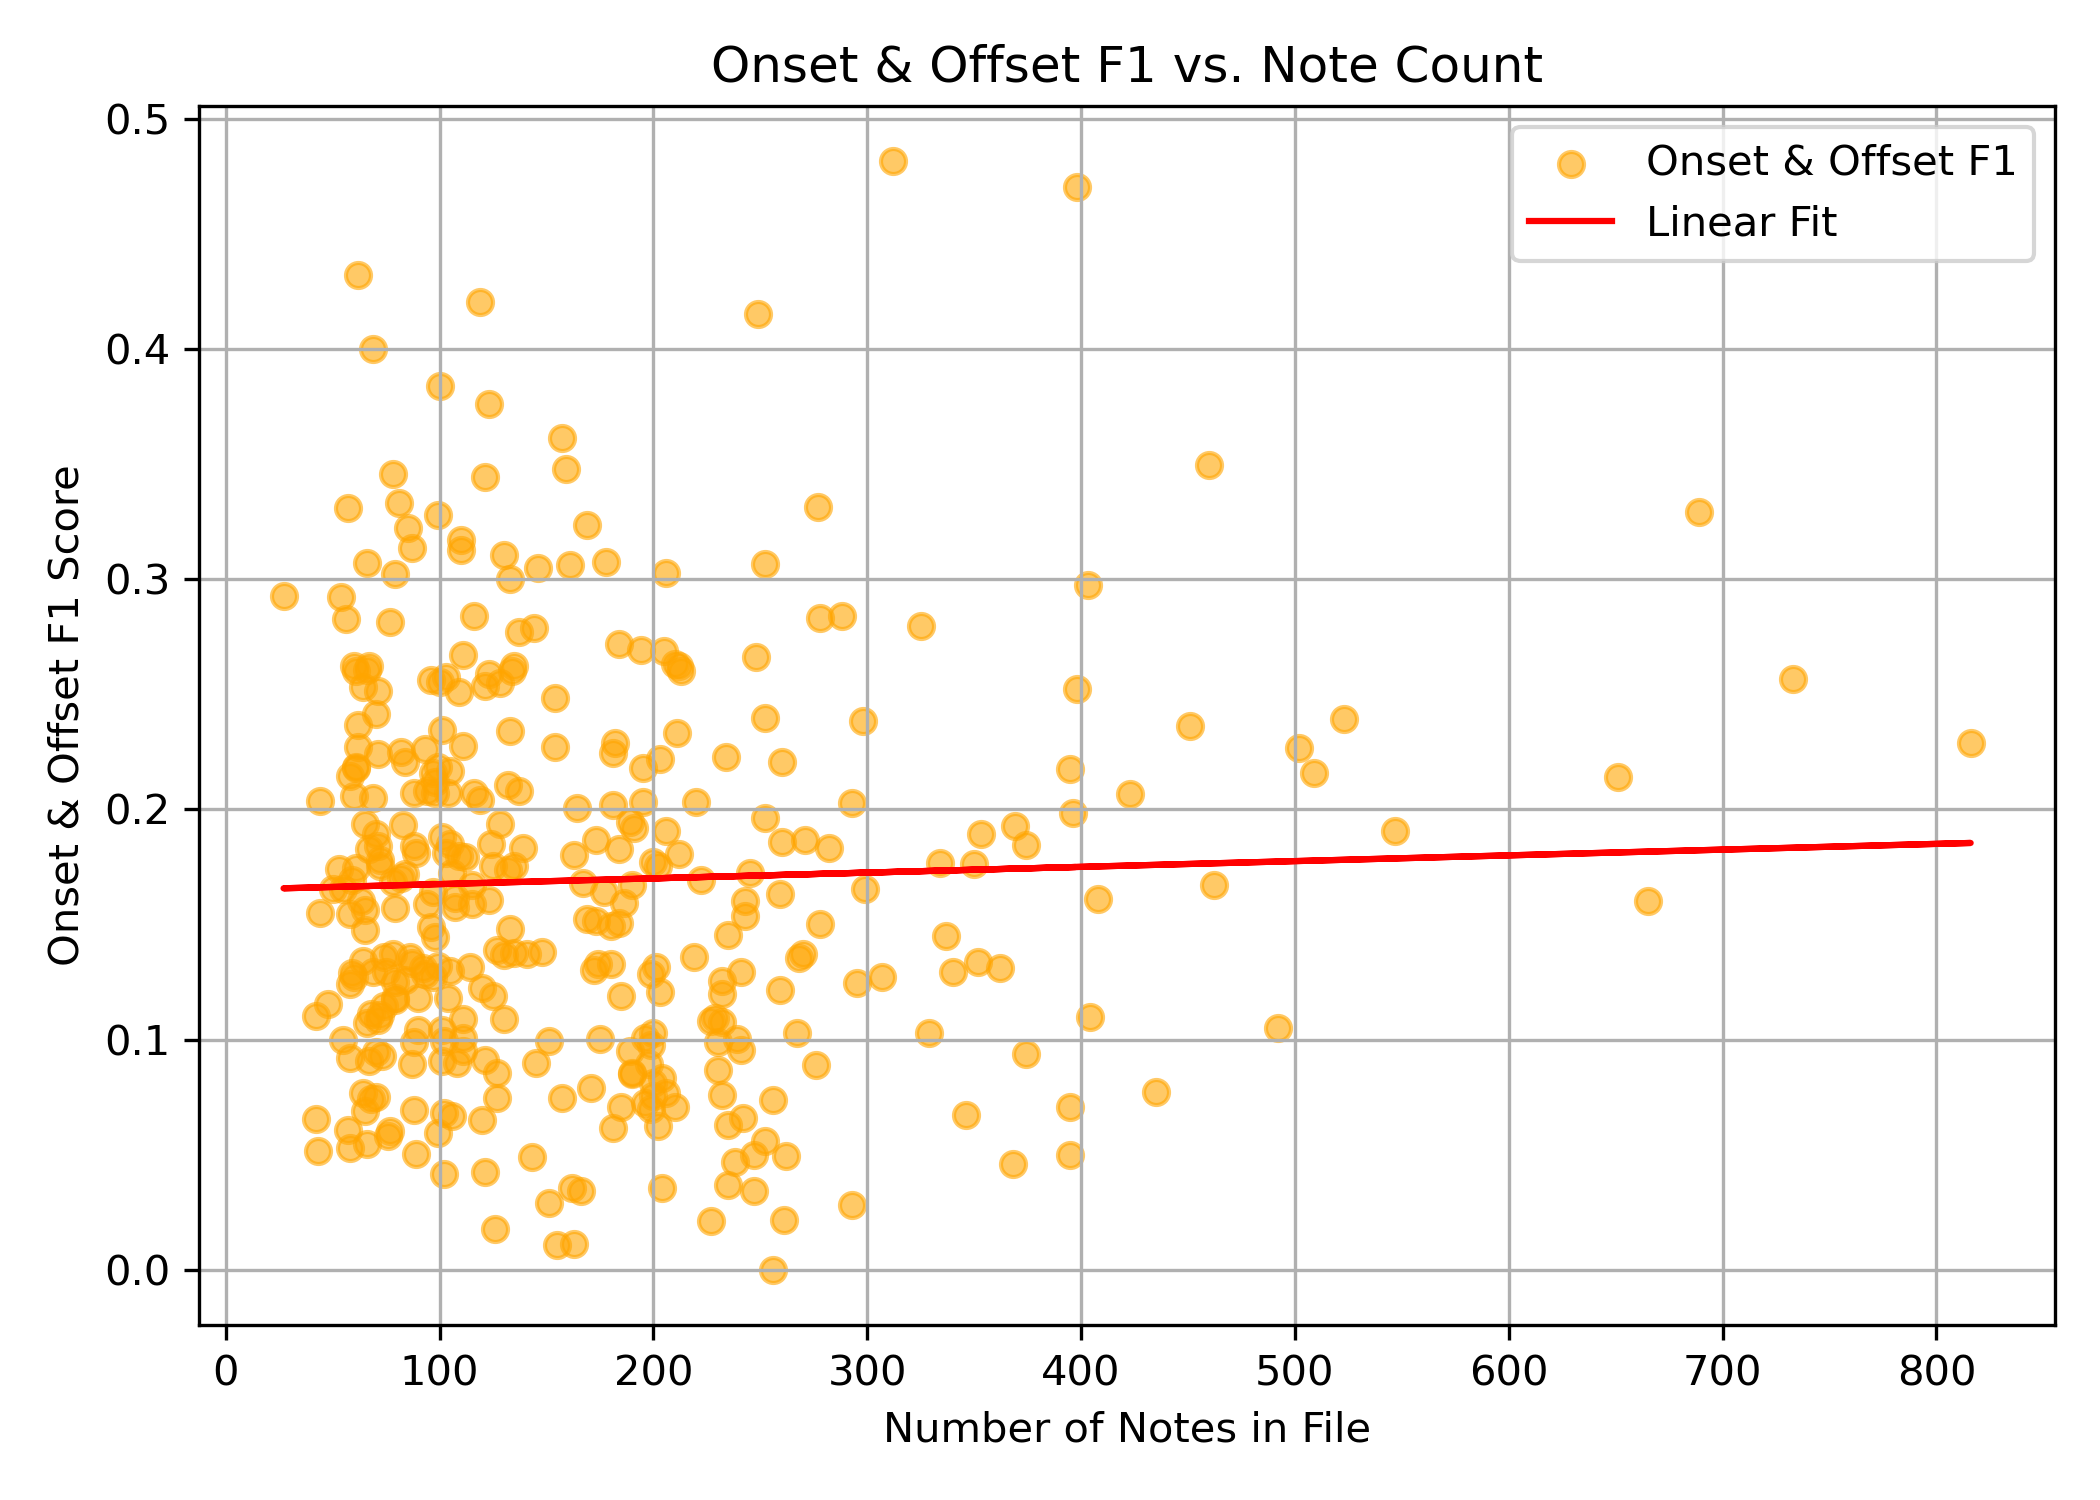 Onset & Offset F1 vs. Note Count
0.5
0.4
0.3
0.2
0.1
0.0
Onset & Offset F1 Score
Onset & Offset F1
Linear Fit
0 100 200 300 400 500 600 700 800
Number of Notes in File